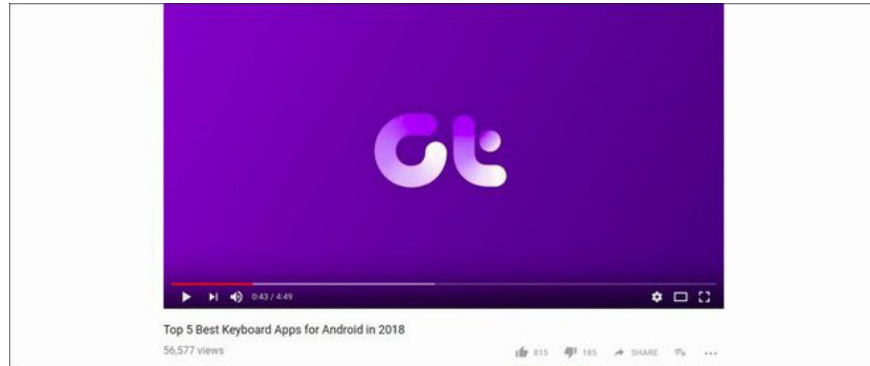 Gt
0:43 / 4:49
Top 5 Best Keyboard Apps for Android in 2018
56,577 views
815 185 SHARE